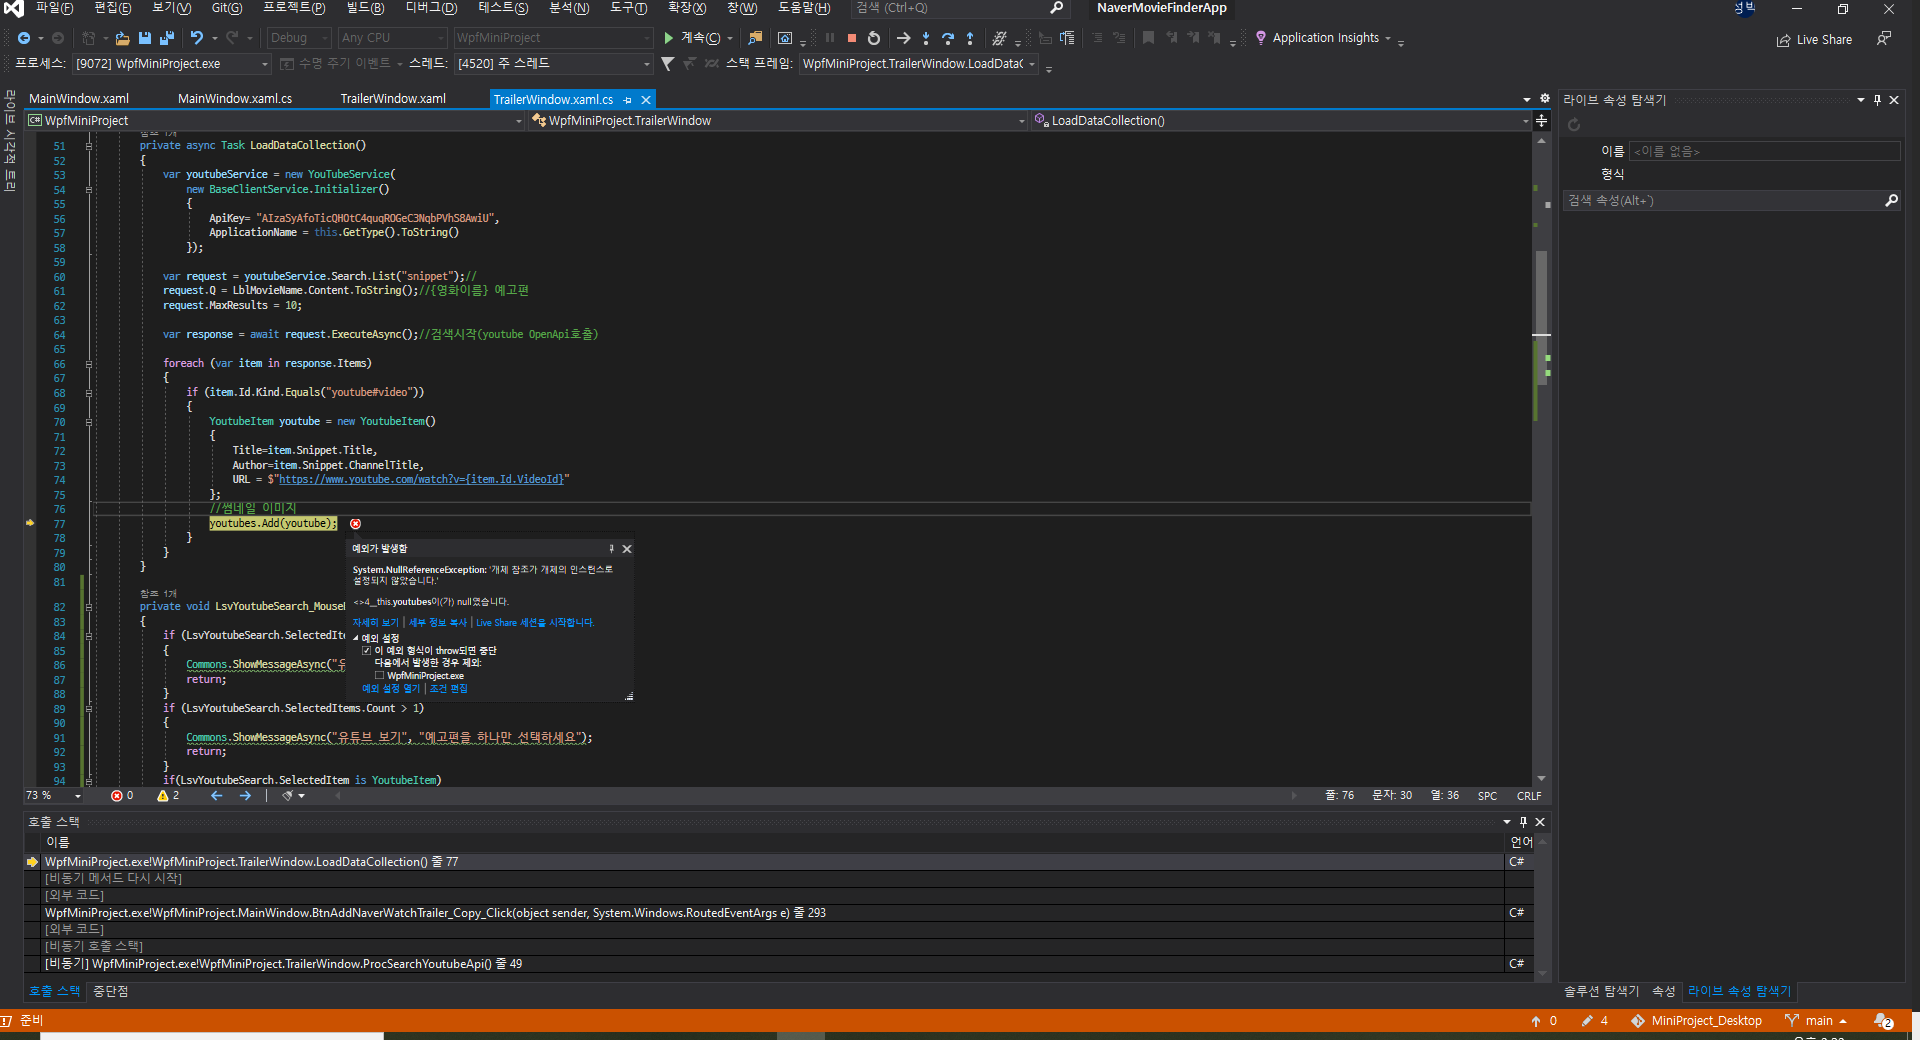 파일(F) 편집(E) 보기(V) Git(G) 프로젝트(P) 빌드(B) 디버그(D) 테스트(S) 분석(N) 도구(T) 확장(X) 창(W) 도움말(H) 검색 (Ctrl+Q) NaverMovieFinderApp 성빅
Debug Any CPU WpfMiniProject 계속(C) Application Insights Live Share
프로세스: [9072] WpfMiniProject.exe 수명 주기 이벤트 스레드: [4520] 주 스레드 스택 프레임: WpfMiniProject.TrailerWindow.LoadDataC
라이브 시각적 트리
MainWindow.xaml MainWindow.xaml.cs TrailerWindow.xaml TrailerWindow.xaml.cs
WpfMiniProject WpfMiniProject.TrailerWindow LoadDataCollection()
참조 1개
51 private async Task LoadDataCollection()
52 {
53 var youtubeService = new YouTubeService(
54 new BaseClientService.Initializer()
55 {
56 ApiKey= "AIzaSyAfoTicQHOtC4quqROGeC3NqbPVhS8AwiU",
57 ApplicationName = this.GetType().ToString()
58 });
59
60 var request = youtubeService.Search.List("snippet");//
61 request.Q = LblMovieName.Content.ToString();//{영화이름} 예고편
62 request.MaxResults = 10;
63
64 var response = await request.ExecuteAsync();//검색시작(youtube OpenApi호출)
65
66 foreach (var item in response.Items)
67 {
68 if (item.Id.Kind.Equals("youtube#video"))
69 {
70 YoutubeItem youtube = new YoutubeItem()
71 {
72 Title=item.Snippet.Title,
73 Author=item.Snippet.ChannelTitle,
74 URL = $"https://www.youtube.com/watch?v={item.Id.VideoId}"
75 };
76 //썸네일 이미지
77 youtubes.Add(youtube);
78 }
79 }
80 }
81
참조 1개
82 private void LsvYoutubeSearch_Mouse
83 {
84 if (LsvYoutubeSearch.SelectedIte
85 {
86 Commons.ShowMessageAsync("유
87 return;
88 }
89 if (LsvYoutubeSearch.SelectedItems.Count > 1)
90 {
91 Commons.ShowMessageAsync("유튜브 보기", "예고편을 하나만 선택하세요");
92 return;
93 }
94 if(LsvYoutubeSearch.SelectedItem is YoutubeItem)
예외가 발생함
System.NullReferenceException: '개체 참조가 개체의 인스턴스로
설정되지 않았습니다.'
<>4__this.youtubes이(가) null였습니다.
자세히 보기 | 세부 정보 복사 | Live Share 세션을 시작합니다.
예외 설정
이 예외 형식이 throw되면 중단
다음에서 발생한 경우 제외:
WpfMiniProject.exe
예외 설정 열기 | 조건 편집
73 % 0 2 줄: 76 문자: 30 열: 36 SPC CRLF
호출 스택
이름 언어
WpfMiniProject.exe!WpfMiniProject.TrailerWindow.LoadDataCollection() 줄 77 C#
[비동기 메서드 다시 시작]
[외부 코드]
WpfMiniProject.exe!WpfMiniProject.MainWindow.BtnAddNaverWatchTrailer_Copy_Click(object sender, System.Windows.RoutedEventArgs e) 줄 293 C#
[외부 코드]
[비동기 호출 스택]
[비동기] WpfMiniProject.exe!WpfMiniProject.TrailerWindow.ProcSearchYoutubeApi() 줄 49 C#
호출 스택 중단점
라이브 속성 탐색기
이름 <이름 없음>
형식
검색 속성(Alt+`)
솔루션 탐색기 속성 라이브 속성 탐색기
준비 0 4 MiniProject_Desktop main 2